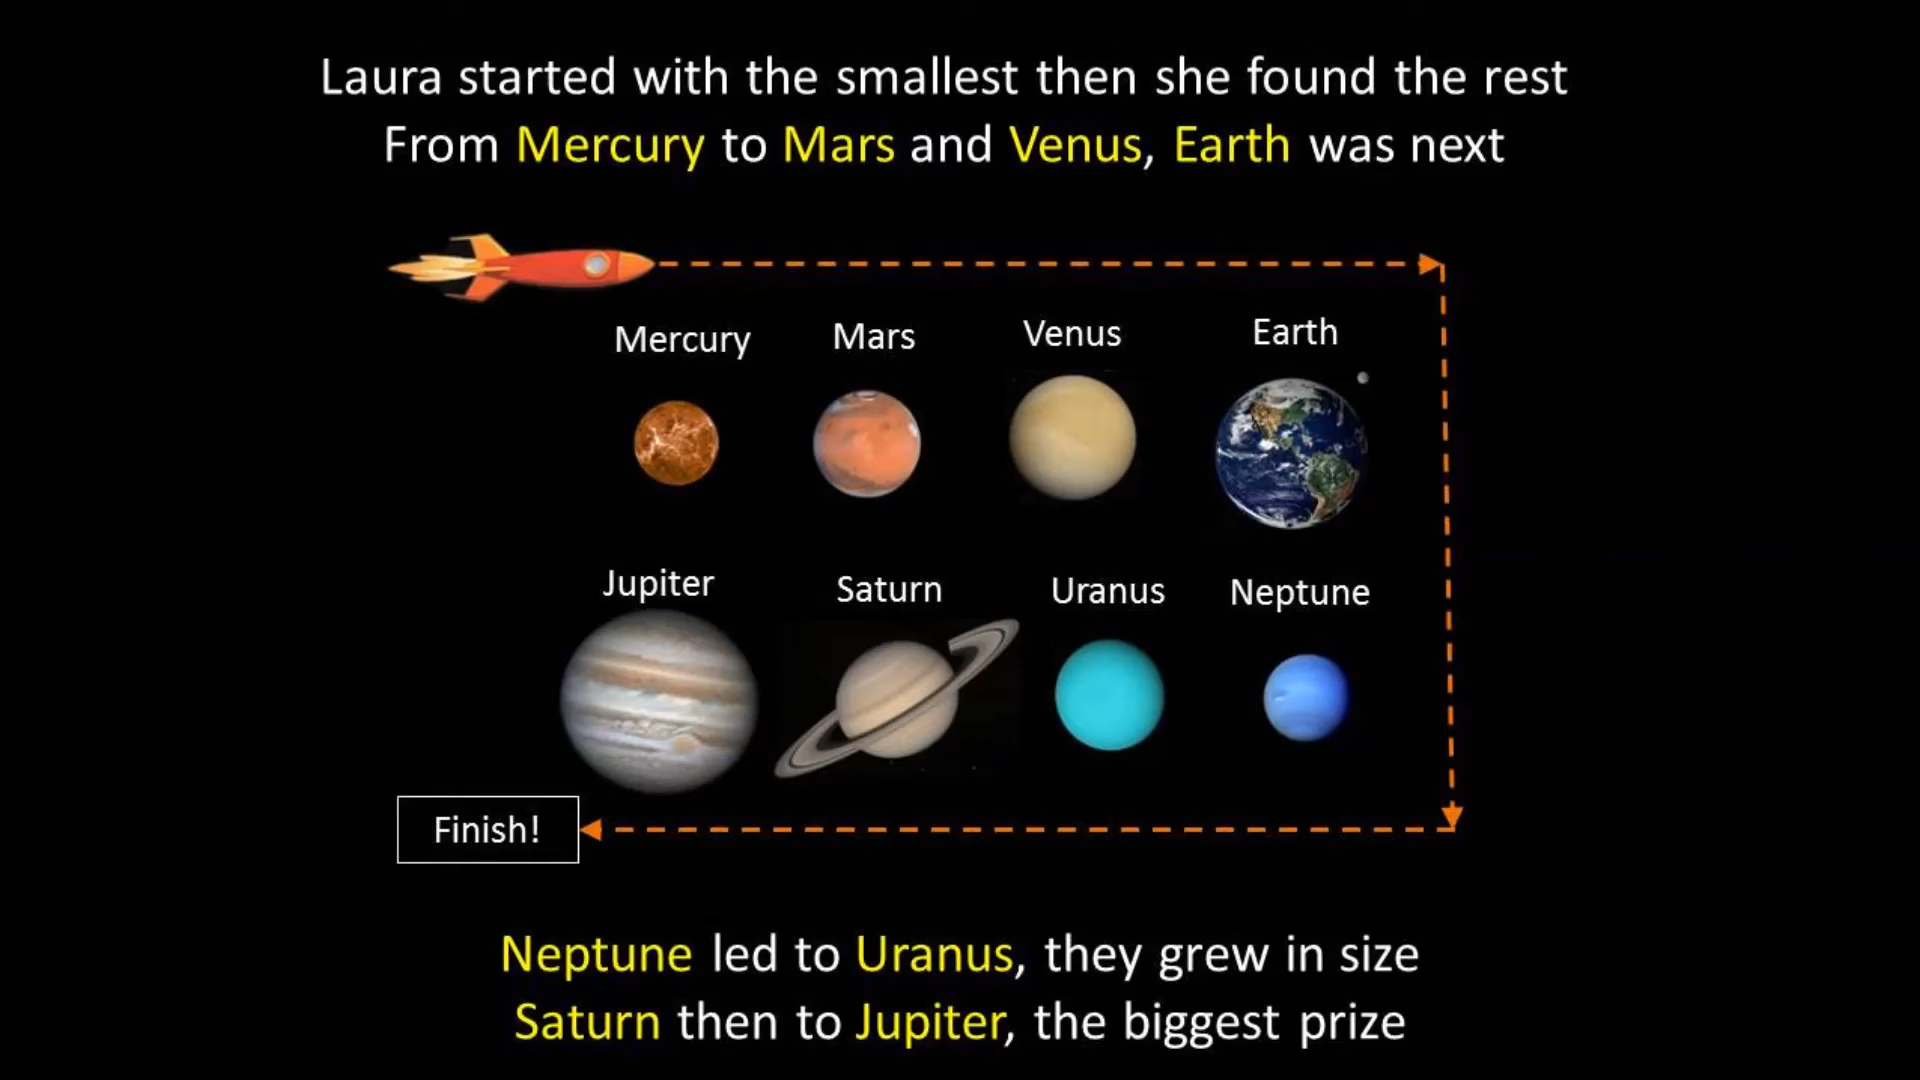 Laura started with the smallest then she found the rest
From Mercury to Mars and Venus, Earth was next
Mercury
Mars
Venus
Earth
Jupiter
Saturn
Uranus
Neptune
Finish!
Neptune led to Uranus, they grew in size
Saturn then to Jupiter, the biggest prize